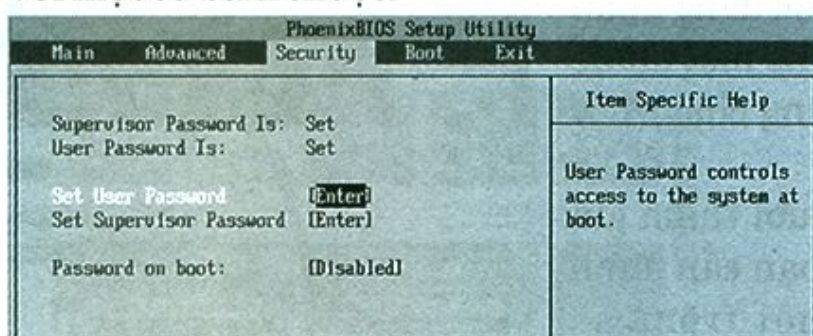 PhoenixBIOS Setup Utility
Main Advanced Security Boot Exit
Supervisor Password Is: Set
User Password Is: Set
Set User Password [Enter]
Set Supervisor Password [Enter]
Password on boot: [Disabled]
Item Specific Help
User Password controls
access to the system at
boot.